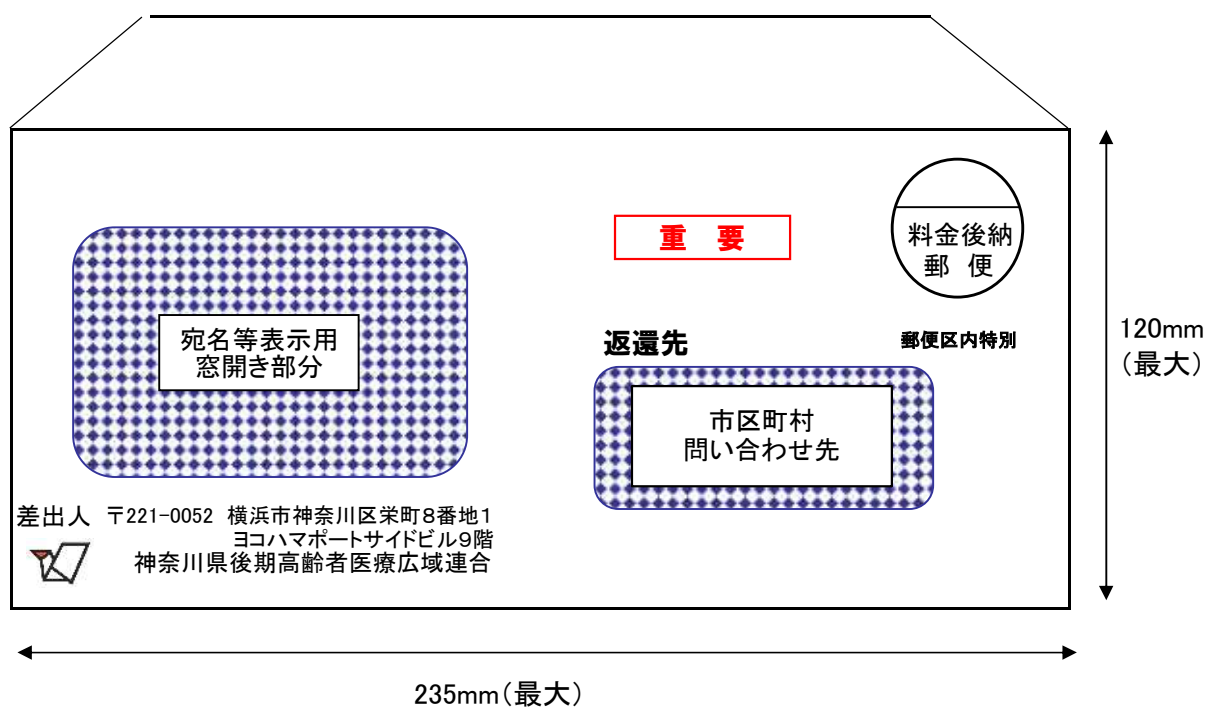 重　要
料金後納
郵　便
宛名等表示用
窓開き部分
返還先
郵便区内特別
市区町村
問い合わせ先
差出人　〒221-0052　横浜市神奈川区栄町８番地１
ヨコハマポートサイドビル９階
神奈川県後期高齢者医療広域連合
120mm
（最大）
235mm（最大）